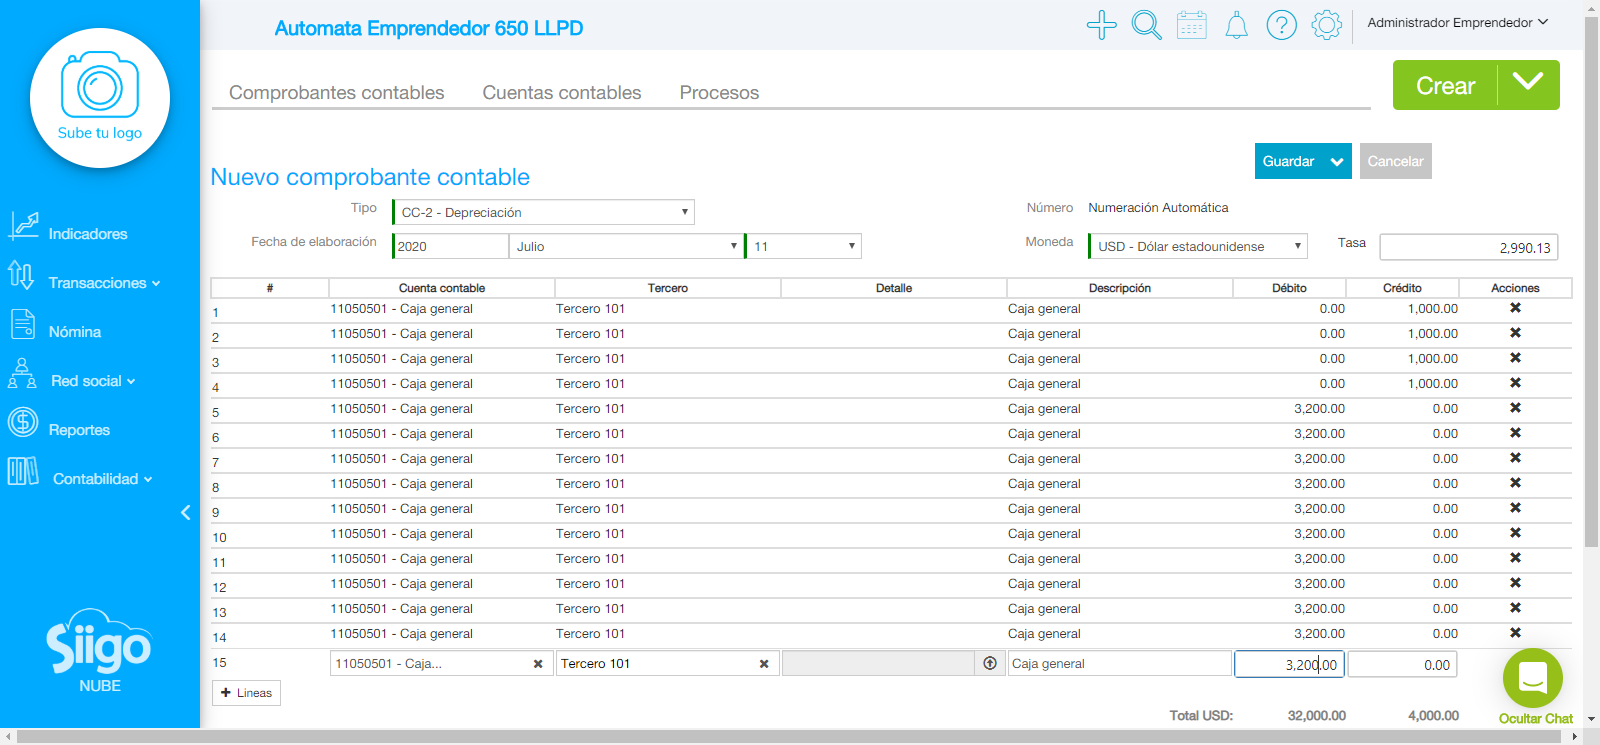 Automata Emprendedor 650 LLPD
Administrador Emprendedor
Sube tu logo
Comprobantes contables Cuentas contables Procesos
Crear
Guardar Cancelar
Nuevo comprobante contable
Tipo CC-2 - Depreciación Número Numeración Automática
Fecha de elaboración 2020 Julio 11 Moneda USD - Dólar estadounidense Tasa 2,990.13
Indicadores
Transacciones
Nómina
Red social
Reportes
Contabilidad
# Cuenta contable Tercero Detalle Descripción Débito Crédito Acciones
1 11050501 - Caja general Tercero 101 Caja general 0.00 1,000.00
2 11050501 - Caja general Tercero 101 Caja general 0.00 1,000.00
3 11050501 - Caja general Tercero 101 Caja general 0.00 1,000.00
4 11050501 - Caja general Tercero 101 Caja general 0.00 1,000.00
5 11050501 - Caja general Tercero 101 Caja general 3,200.00 0.00
6 11050501 - Caja general Tercero 101 Caja general 3,200.00 0.00
7 11050501 - Caja general Tercero 101 Caja general 3,200.00 0.00
8 11050501 - Caja general Tercero 101 Caja general 3,200.00 0.00
9 11050501 - Caja general Tercero 101 Caja general 3,200.00 0.00
10 11050501 - Caja general Tercero 101 Caja general 3,200.00 0.00
11 11050501 - Caja general Tercero 101 Caja general 3,200.00 0.00
12 11050501 - Caja general Tercero 101 Caja general 3,200.00 0.00
13 11050501 - Caja general Tercero 101 Caja general 3,200.00 0.00
14 11050501 - Caja general Tercero 101 Caja general 3,200.00 0.00
15 11050501 - Caja... Tercero 101 Caja general 3,200.00 0.00
+ Lineas
Total USD: 32,000.00 4,000.00
Siigo
NUBE
Ocultar Chat